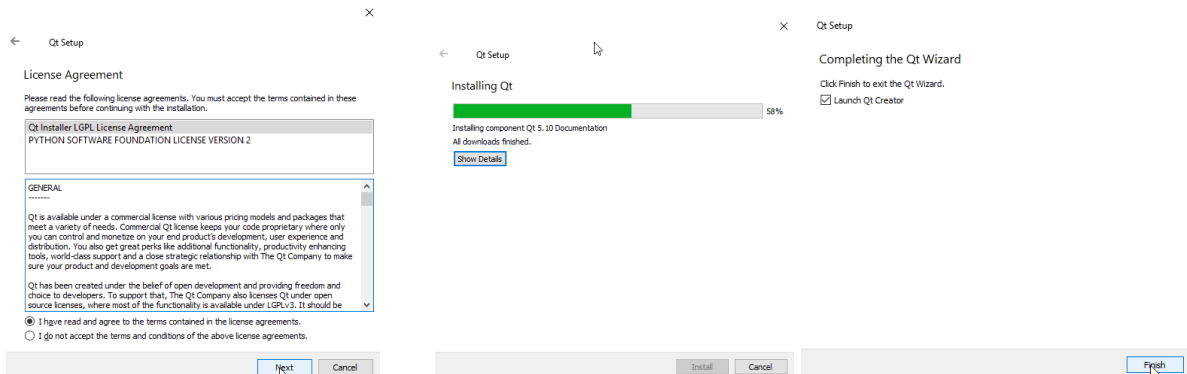 Qt Setup
License Agreement
Please read the following license agreements. You must accept the terms contained in these
agreements before continuing with the installation.
Qt Installer LGPL License Agreement
PYTHON SOFTWARE FOUNDATION LICENSE VERSION 2
GENERAL
-------
Qt is available under a commercial license with various pricing models and packages that
meet a variety of needs. Commercial Qt license keeps your code proprietary where only
you can control and monetize on your end product's development, user experience and
distribution. You also get great perks like additional functionality, productivity enhancing
tools, world-class support and a close strategic relationship with The Qt Company to make
sure your product and development goals are met.
Qt has been created under the belief of open development and providing freedom and
choice to developers. To support that, The Qt Company also licenses Qt under open
source licenses, where most of the functionality is available under LGPLv3. It should be
I have read and agree to the terms contained in the license agreements.
I do not accept the terms and conditions of the above license agreements.
Next
Cancel
Qt Setup
Installing Qt
58%
Installing component Qt 5.10 Documentation
All downloads finished.
Show Details
Install
Cancel
Qt Setup
Completing the Qt Wizard
Click Finish to exit the Qt Wizard.
Launch Qt Creator
Finish